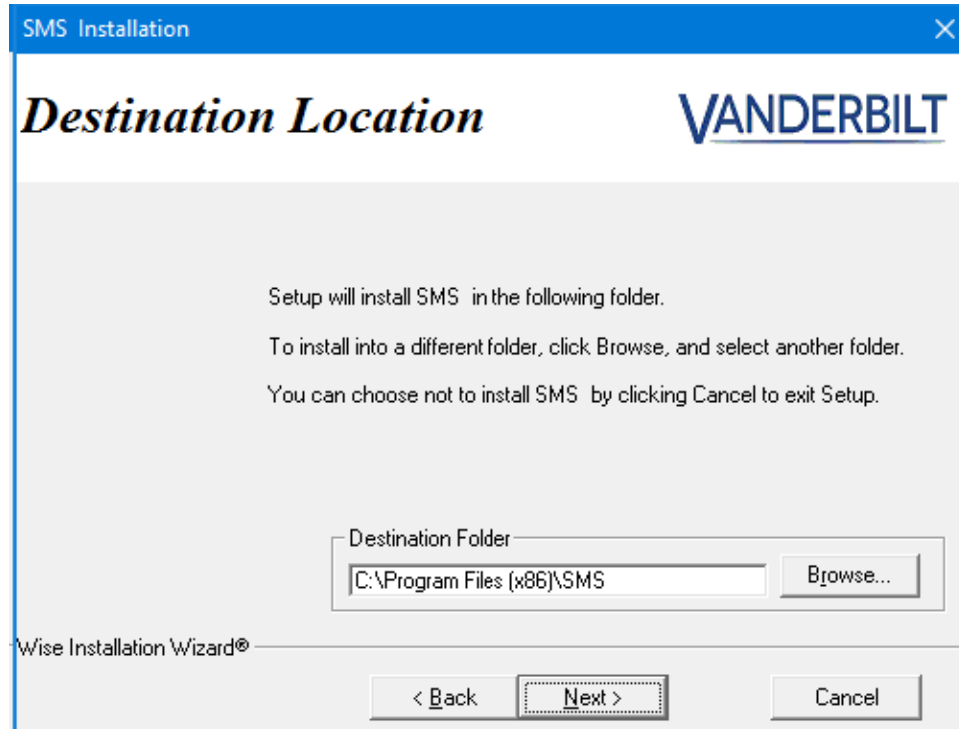 SMS Installation
Destination Location
VANDERBILT
Setup will install SMS in the following folder.
To install into a different folder, click Browse, and select another folder.
You can choose not to install SMS by clicking Cancel to exit Setup.
Destination Folder
C:\Program Files (x86)\SMS
Browse...
Wise Installation Wizard®
< Back
Next >
Cancel